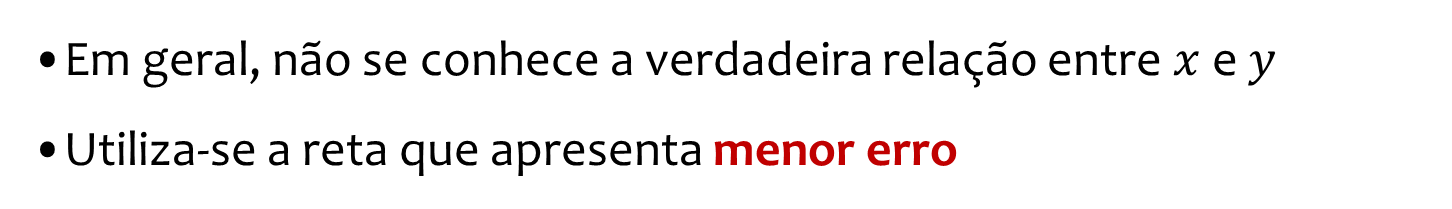 •Em geral, não se conhece a verdadeira relação entre x e y
•Utiliza-se a reta que apresenta menor erro